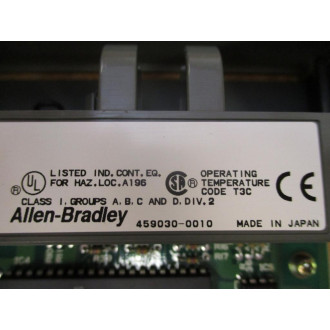 UL LISTED IND. CONT. EQ. OPERATING
FOR HAZ. LOC. A196 TEMPERATURE
CODE T3C
CLASS I. GROUPS A. B. C AND D. DIV. 2
Allen-Bradley 459030-0010 MADE IN JAPAN